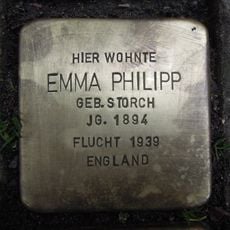 HIER WOHNTE
EMMA PHILIPP
GEB. STORCH
JG. 1894
FLUCHT 1939
ENGLAND